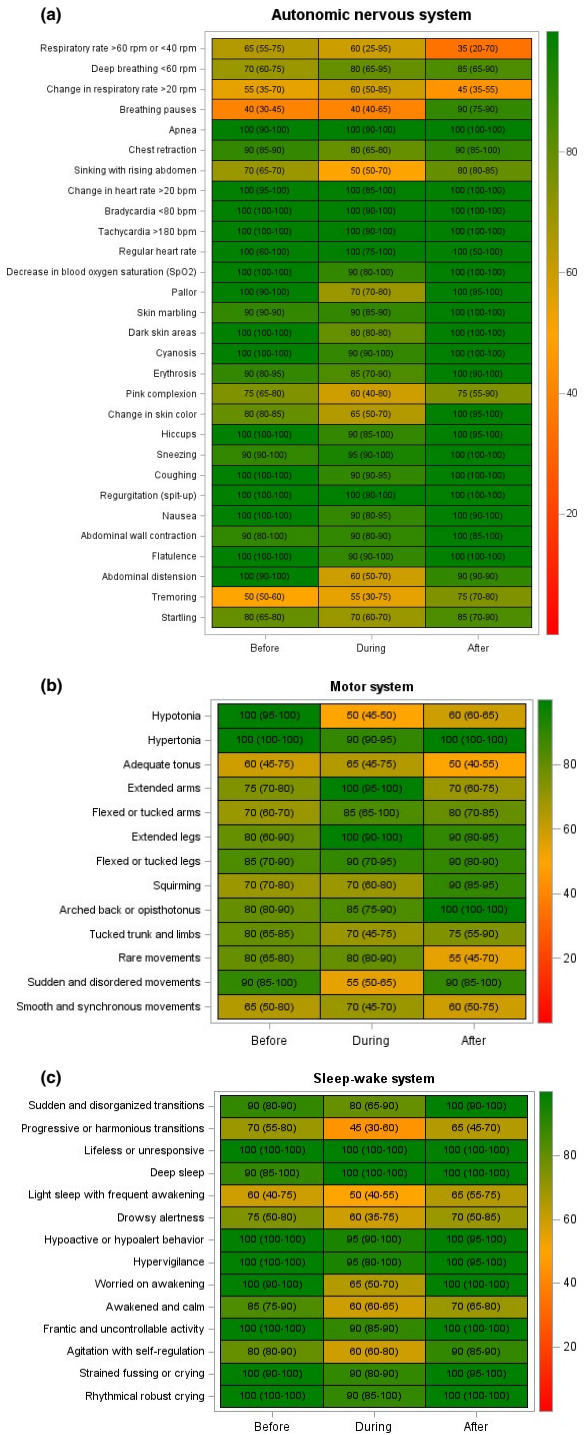 (a)
Autonomic nervous system
Respiratory rate >60 rpm or <40 rpm 65 (55-75) 60 (25-95) 35 (20-70)
Deep breathing <60 rpm 70 (60-75) 80 (65-95) 85 (65-90)
Change in respiratory rate >20 rpm 55 (35-70) 60 (50-85) 45 (35-55)
Breathing pauses 40 (30-45) 40 (40-65) 90 (75-90)
Apnea 100 (90-100) 100 (90-100) 100 (100-100)
Chest retraction 90 (85-90) 80 (65-80) 90 (85-100)
Sinking with rising abdomen 70 (65-70) 50 (50-70) 80 (80-85)
Change in heart rate >20 bpm 100 (95-100) 100 (85-100) 100 (100-100)
Bradycardia <80 bpm 100 (100-100) 100 (90-100) 100 (100-100)
Tachycardia >180 bpm 100 (100-100) 100 (90-100) 100 (100-100)
Regular heart rate 100 (60-100) 100 (75-100) 100 (50-100)
Decrease in blood oxygen saturation (SpO2) 100 (100-100) 90 (80-100) 100 (100-100)
Pallor 100 (90-100) 70 (70-80) 100 (95-100)
Skin marbling 90 (90-90) 90 (85-90) 100 (95-100)
Dark skin areas 100 (100-100) 80 (80-80) 100 (100-100)
Cyanosis 100 (100-100) 90 (90-100) 100 (100-100)
Erythrosis 90 (80-95) 85 (70-90) 100 (90-100)
Pink complexion 75 (65-80) 60 (40-80) 75 (55-90)
Change in skin color 80 (80-85) 65 (50-70) 100 (95-100)
Hiccups 100 (100-100) 90 (85-100) 100 (95-100)
Sneezing 90 (90-100) 95 (90-100) 100 (100-100)
Coughing 100 (100-100) 90 (90-95) 100 (100-100)
Regurgitation (spit-up) 100 (100-100) 100 (90-100) 100 (100-100)
Nausea 100 (100-100) 90 (80-95) 100 (90-100)
Abdominal wall contraction 90 (80-100) 80 (80-90) 100 (85-100)
Flatulence 100 (100-100) 90 (90-100) 100 (100-100)
Abdominal distension 100 (90-100) 60 (50-70) 90 (90-90)
Tremoring 50 (50-60) 55 (30-75) 75 (70-80)
Startling 80 (65-80) 70 (60-70) 85 (70-90)
Before During After
80
60
40
20
(b)
Motor system
Hypotonia 100 (95-100) 50 (45-50) 60 (60-65)
Hypertonia 100 (100-100) 90 (90-95) 100 (100-100)
Adequate tonus 60 (45-75) 65 (45-75) 50 (40-55)
Extended arms 75 (70-80) 100 (95-100) 70 (60-75)
Flexed or tucked arms 70 (60-70) 85 (65-100) 80 (70-85)
Extended legs 80 (60-90) 100 (90-100) 90 (80-95)
Flexed or tucked legs 85 (70-90) 90 (70-95) 90 (80-90)
Squirming 70 (70-80) 70 (60-80) 90 (85-95)
Arched back or opisthotonus 80 (80-90) 85 (75-90) 100 (100-100)
Tucked trunk and limbs 80 (65-85) 70 (45-75) 75 (55-90)
Rare movements 80 (65-80) 80 (80-90) 55 (45-70)
Sudden and disordered movements 90 (85-100) 55 (50-65) 90 (85-100)
Smooth and synchronous movements 65 (50-80) 70 (45-70) 60 (50-75)
Before During After
80
60
40
20
(c)
Sleep-wake system
Sudden and disorganized transitions 90 (80-90) 80 (65-90) 100 (90-100)
Progressive or harmonious transitions 70 (55-80) 45 (30-60) 65 (45-70)
Lifeless or unresponsive 100 (100-100) 100 (100-100) 100 (100-100)
Deep sleep 90 (85-100) 100 (100-100) 100 (100-100)
Light sleep with frequent awakening 60 (40-75) 50 (40-55) 65 (55-75)
Drowsy alertness 75 (50-80) 60 (35-75) 70 (50-85)
Hypoactive or hypoalert behavior 100 (100-100) 95 (90-100) 100 (95-100)
Hypervigilance 100 (100-100) 95 (80-100) 100 (95-100)
Worried on awakening 100 (90-100) 65 (50-70) 100 (100-100)
Awakened and calm 85 (75-90) 60 (60-65) 70 (65-80)
Frantic and uncontrollable activity 100 (100-100) 90 (85-90) 100 (100-100)
Agitation with self-regulation 80 (80-90) 60 (60-80) 90 (85-90)
Strained fussing or crying 100 (90-100) 90 (80-90) 100 (95-100)
Rhythmical robust crying 100 (100-100) 90 (85-100) 100 (100-100)
Before During After
80
60
40
20